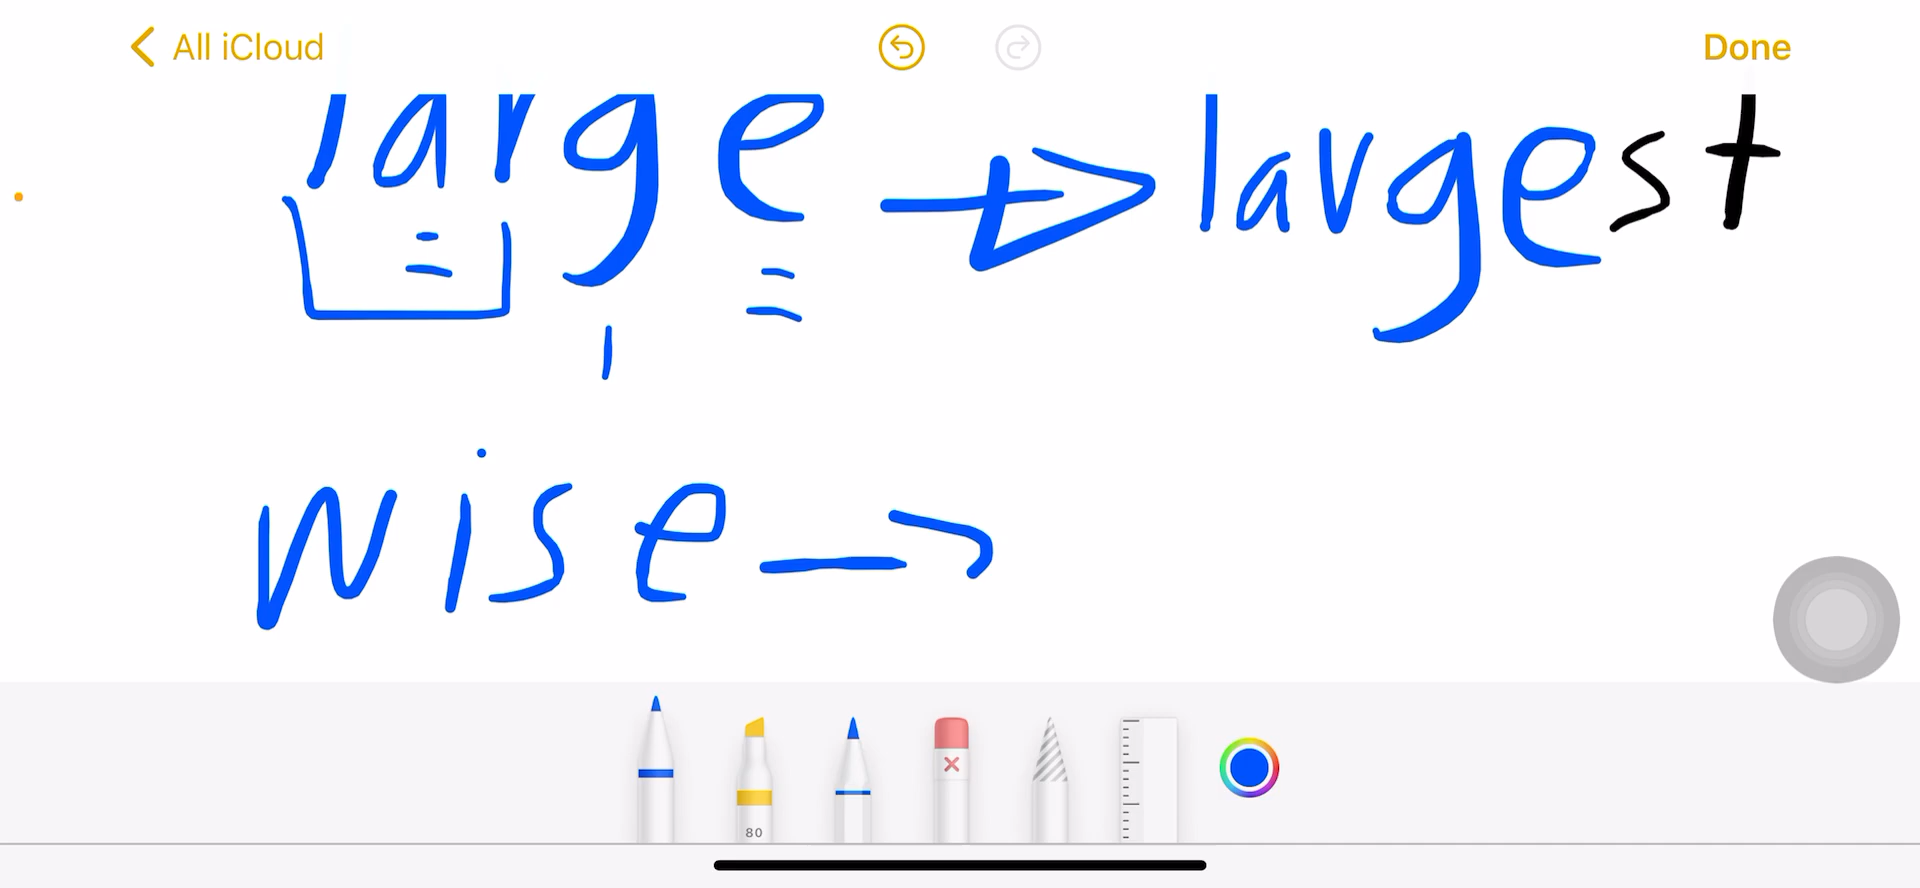 All iCloud Done
large → largest
wise →
80